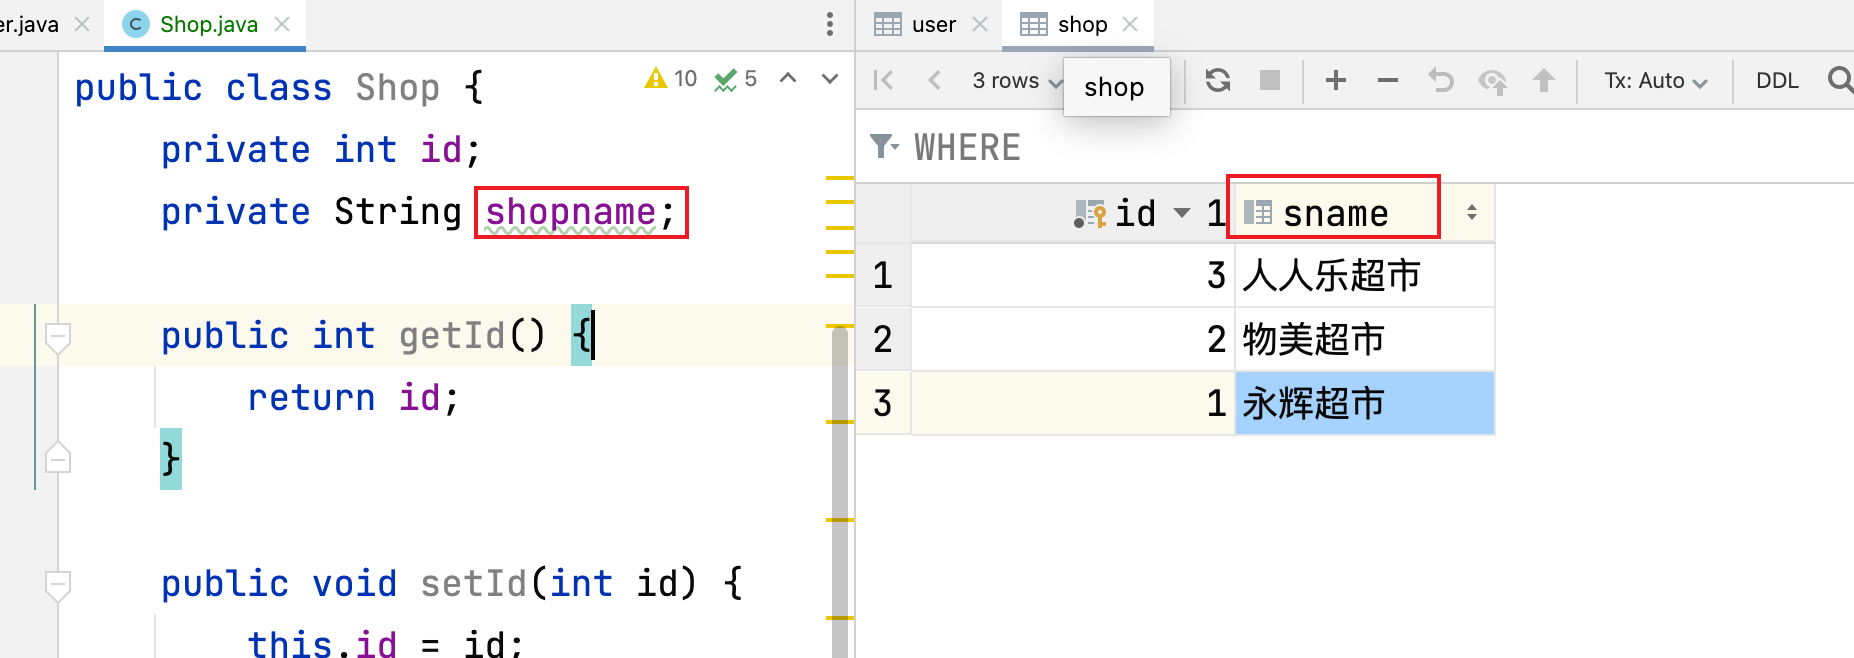 er.java
Shop.java
public class Shop {
10 5
private int id;
private String shopname;
public int getId() {
return id;
}
public void setId(int id) {
this.id = id;
user
shop
3 rows
shop
Tx: Auto
DDL
WHERE
id 1 sname
1 3 人人乐超市
2 2 物美超市
3 1 永辉超市